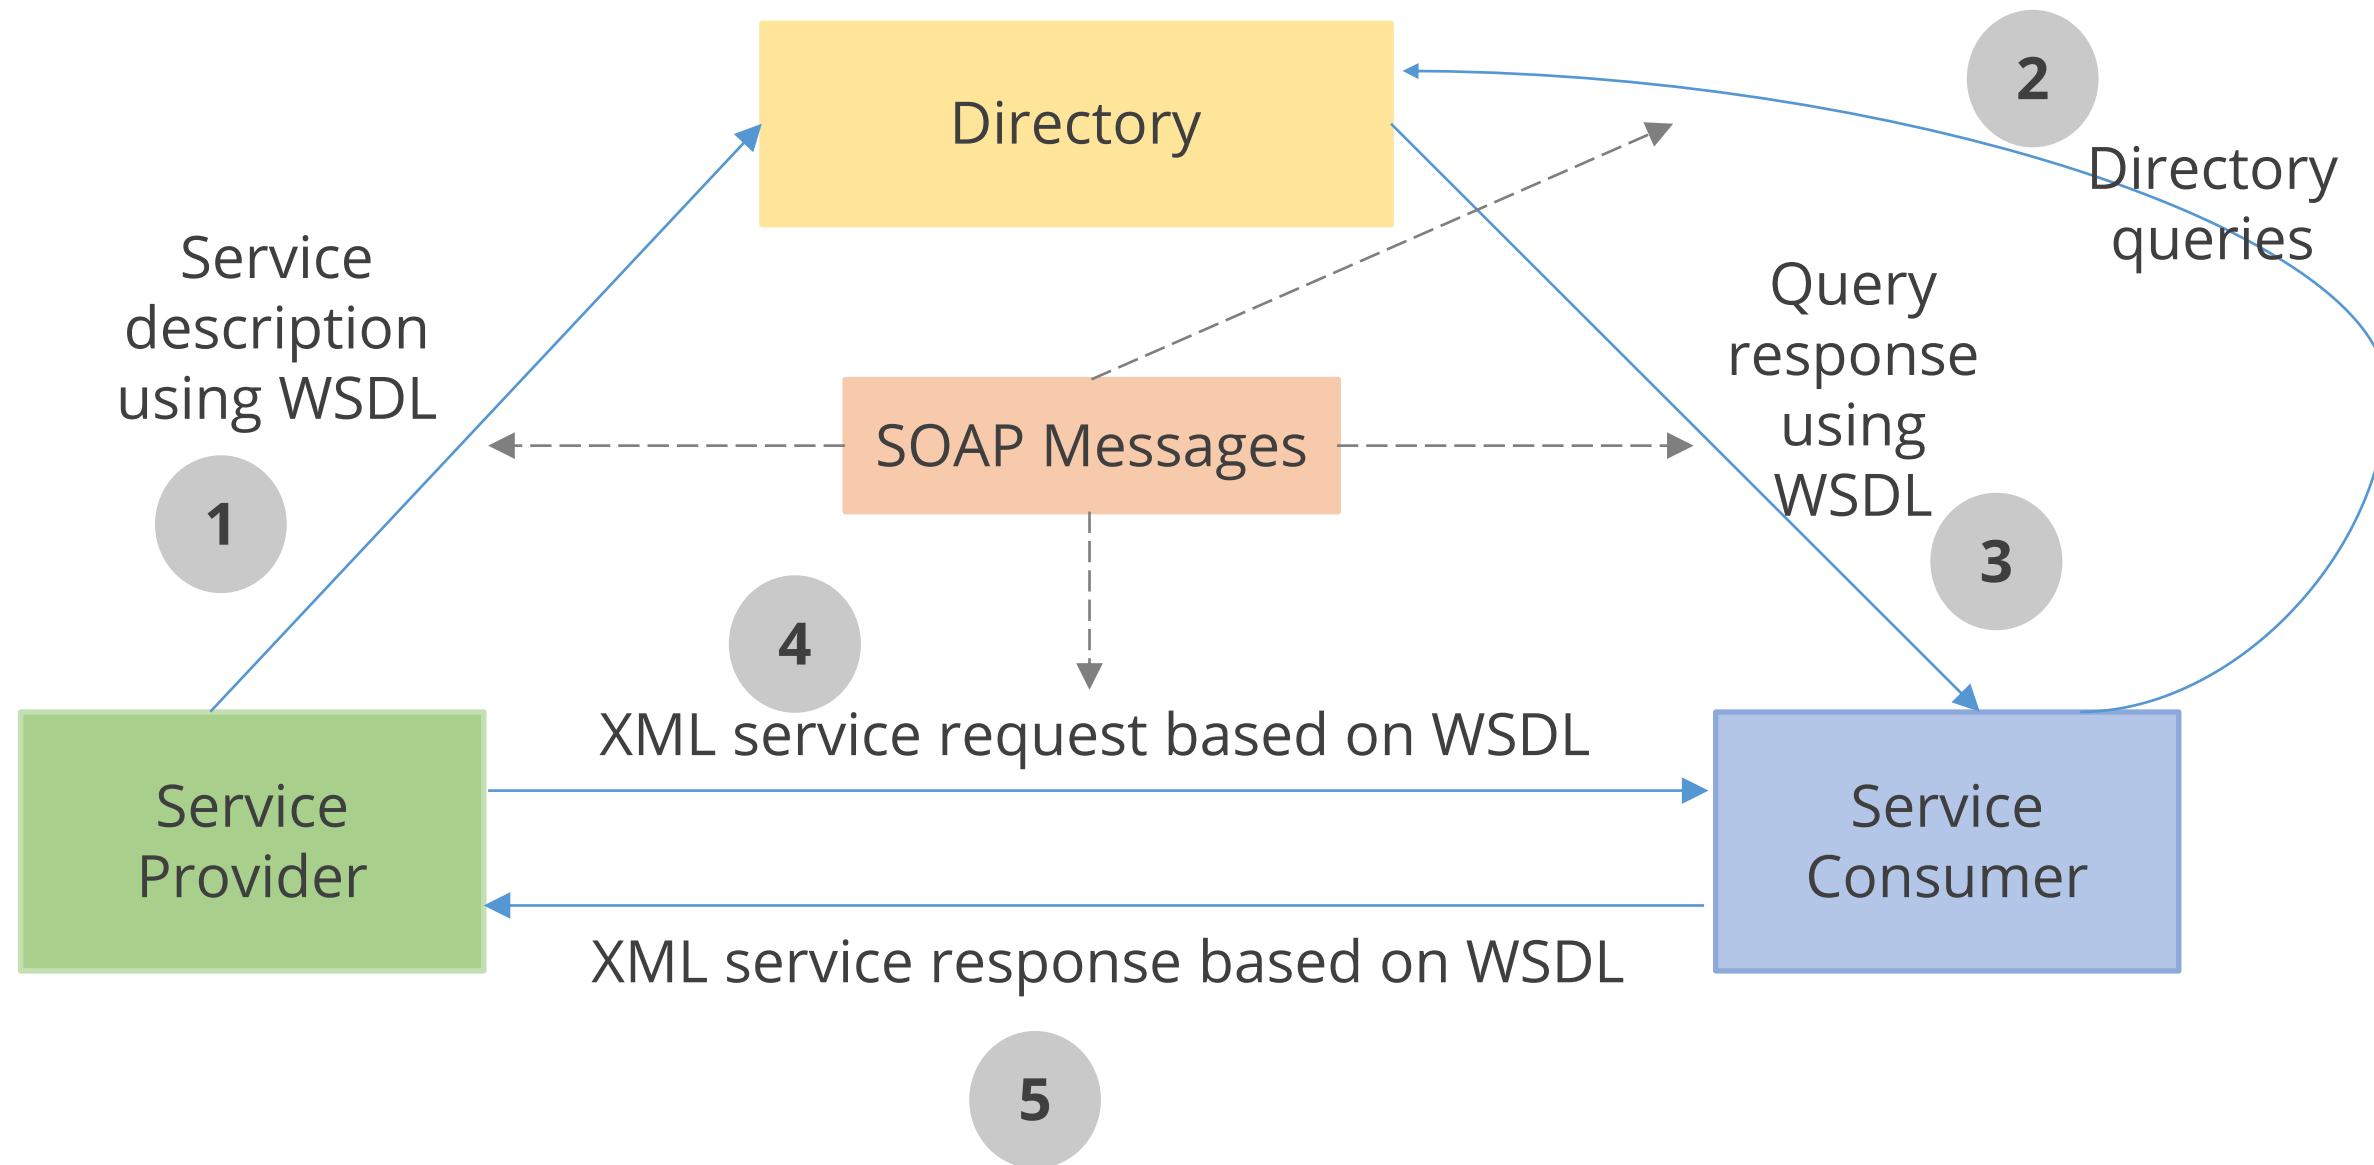 Directory
2
Directory
queries
Service
description
using WSDL
Query
response
using
WSDL
SOAP Messages
1
3
4
XML service request based on WSDL
Service
Provider
Service
Consumer
XML service response based on WSDL
5